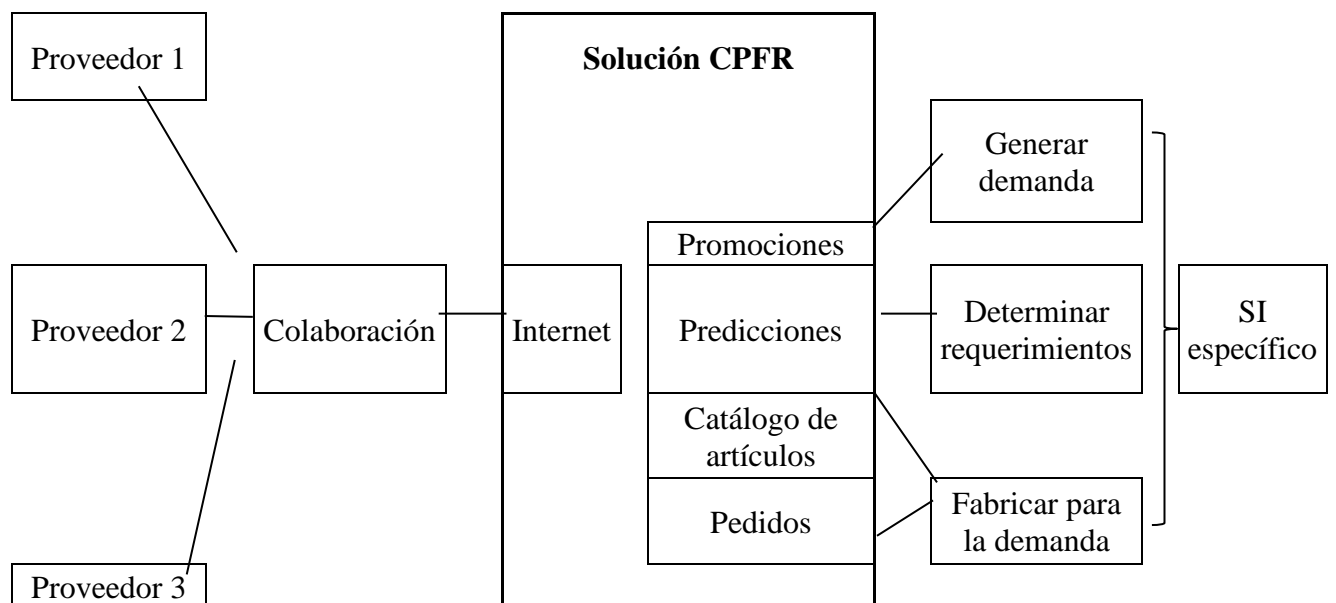 Proveedor 1
Solución CPFR
Generar
demanda
Promociones
Proveedor 2
Colaboración
Internet
Predicciones
Determinar
requerimientos
SI
específico
Catálogo de
artículos
Pedidos
Fabricar para
la demanda
Proveedor 3